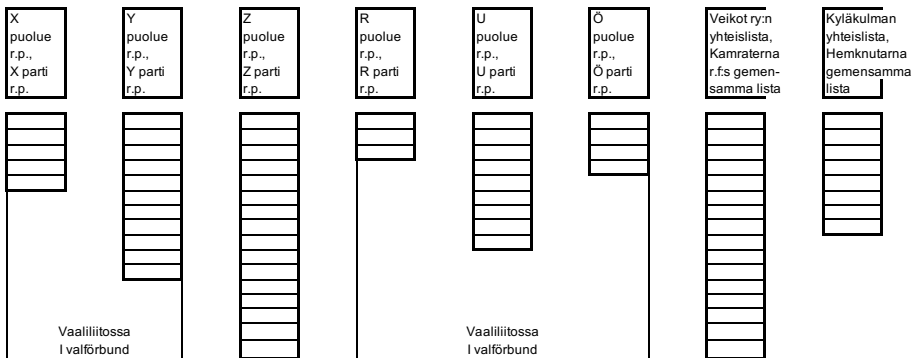 X
puolue
r.p.,
X parti
r.p.
Y
puolue
r.p.,
Y parti
r.p.
Z
puolue
r.p.,
Z parti
r.p.
R
puolue
r.p.,
R parti
r.p.
U
puolue
r.p.,
U parti
r.p.
Ö
puolue
r.p.,
Ö parti
r.p.
Veikot ry:n
yhteislista,
Kamraterna
r.f:s gemen-
samma lista
Kyläkulman
yhteislista,
Hemknutarna
gemensamma
lista
Vaaliliitossa
I valförbund
Vaaliliitossa
I valförbund